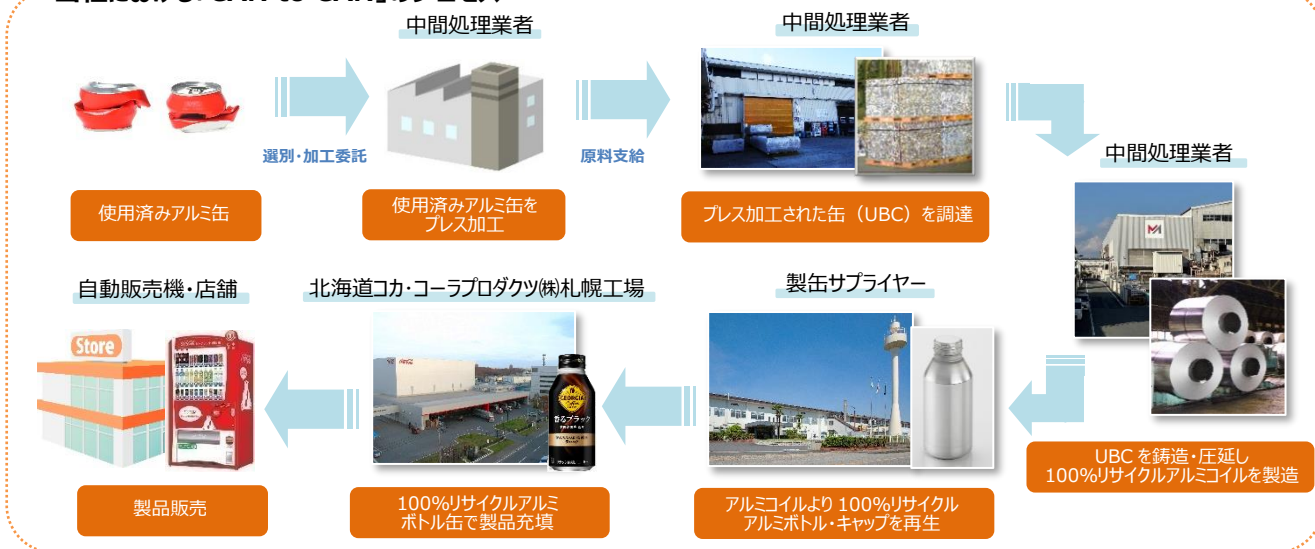 中間処理業者
中間処理業者
選別・加工委託
原料支給
中間処理業者
使用済みアルミ缶
使用済みアルミ缶を
プレス加工
プレス加工された缶（UBC）を調達
自動販売機・店舗
北海道コカ・コーラプロダクツ㈱札幌工場
製缶サプライヤー
Store
GEORGIA
香るブラック
UBC を鋳造・圧延し
100%リサイクルアルミコイルを製造
製品販売
100%リサイクルアルミ
ボトル缶で製品充填
アルミコイルより 100%リサイクル
アルミボトル・キャップを再生